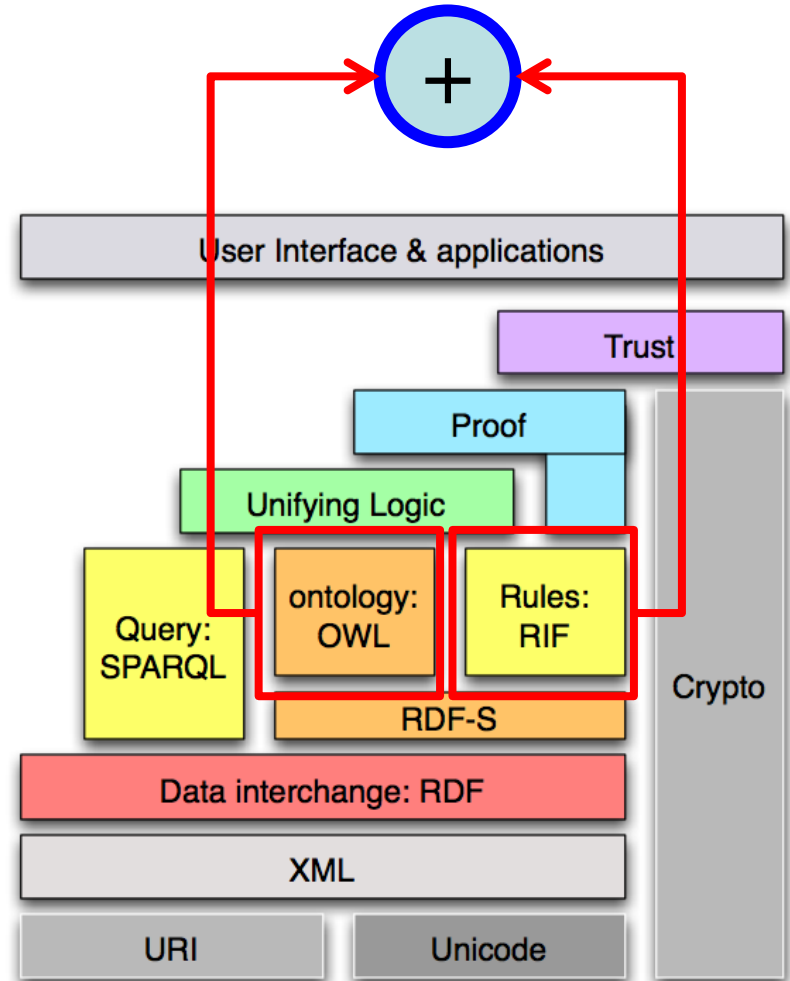 +
User Interface & applications
Trust
Proof
Unifying Logic
ontology:
OWL
Rules:
RIF
Query:
SPARQL
Crypto
RDF-S
Data interchange: RDF
XML
URI
Unicode